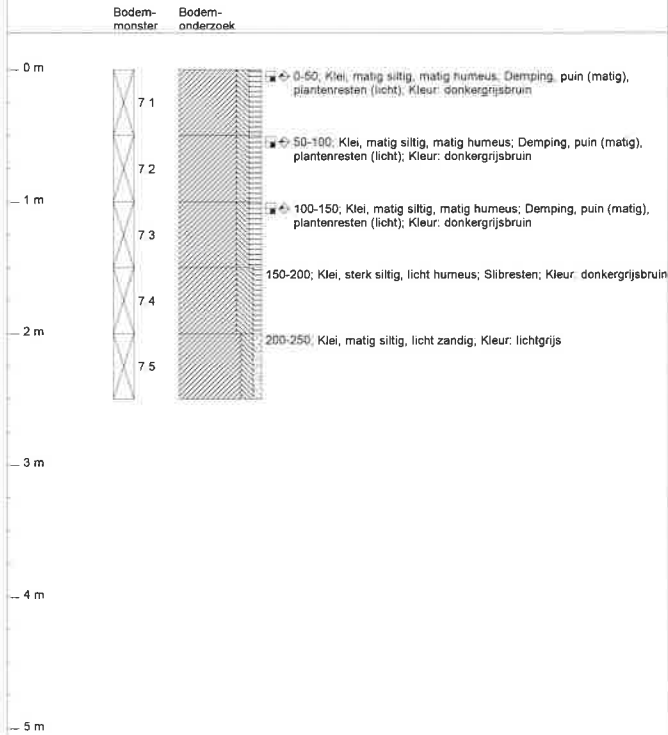 Bodem-
monster
Bodem-
onderzoek
0 m
7 1
0-50; Klei, matig siltig, matig humeus; Demping, puin (matig),
plantenresten (licht); Kleur: donkergrijsbruin
7 2
50-100; Klei, matig siltig, matig humeus; Demping, puin (matig),
plantenresten (licht); Kleur: donkergrijsbruin
1 m
7 3
100-150; Klei, matig siltig, matig humeus; Demping, puin (matig),
plantenresten (licht); Kleur: donkergrijsbruin
7 4
150-200; Klei, sterk siltig, licht humeus; Slibresten; Kleur: donkergrijsbruin
2 m
7 5
200-250; Klei, matig siltig, licht zandig, Kleur: lichtgrijs
3 m
4 m
5 m